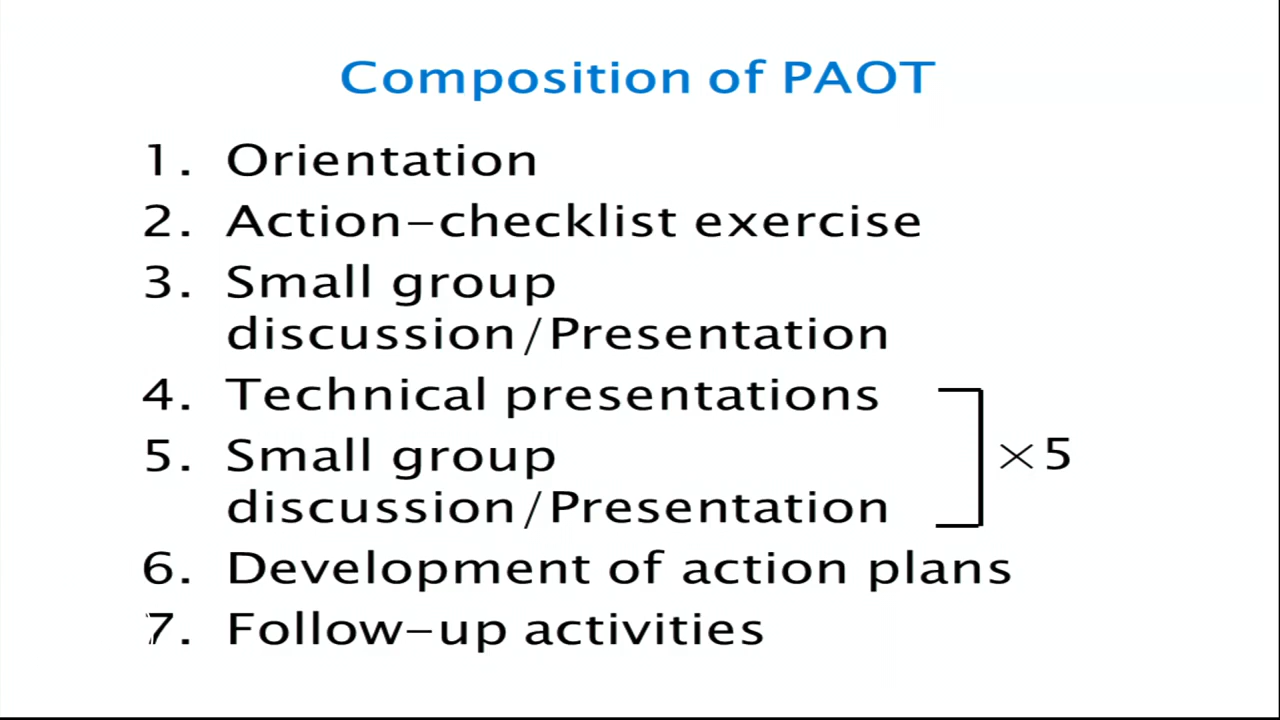 Composition of PAOT
1. Orientation
2. Action-checklist exercise
3. Small group
discussion/Presentation
4. Technical presentations
5. Small group
discussion/Presentation
×5
6. Development of action plans
7. Follow-up activities